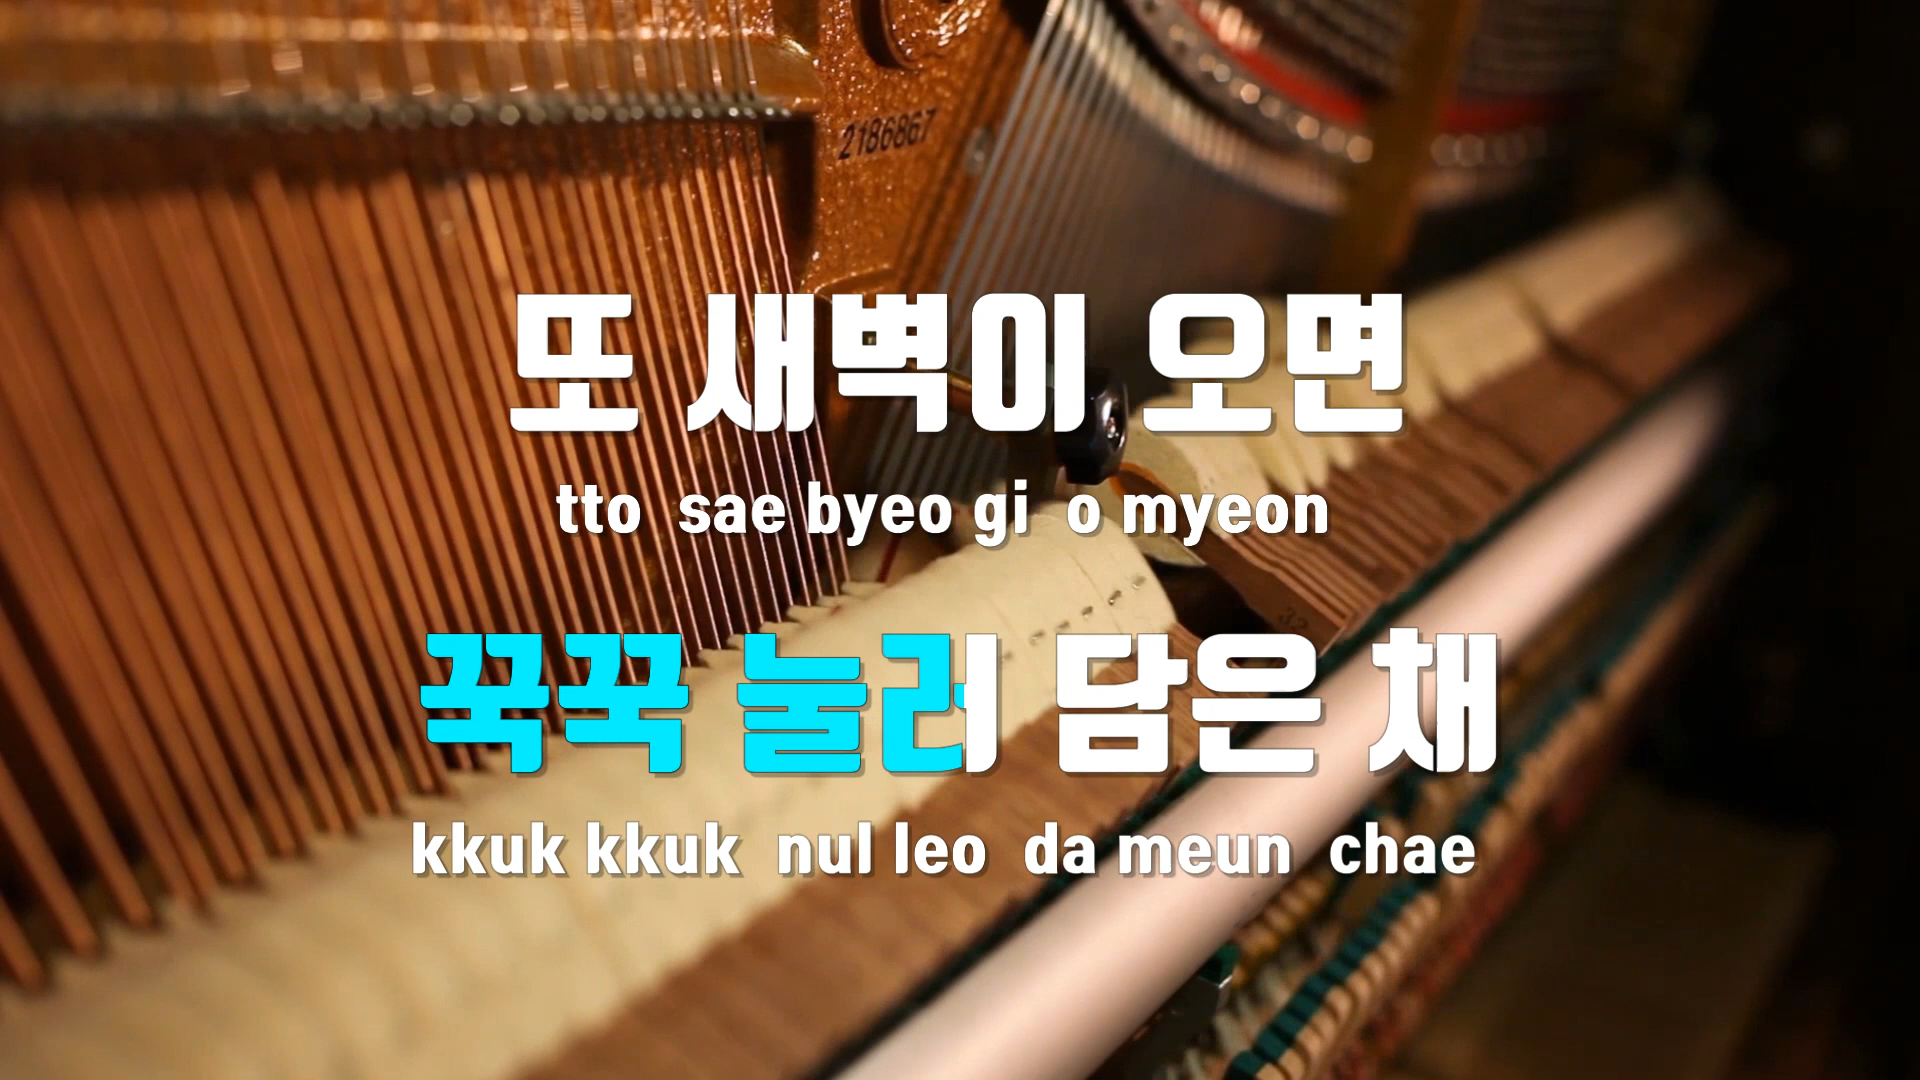 2186867
또 새벽이 오면
tto sae byeo gi o myeon
꾹꾹 눌러 담은 채
kkuk kkuk nul leo da meun chae
32